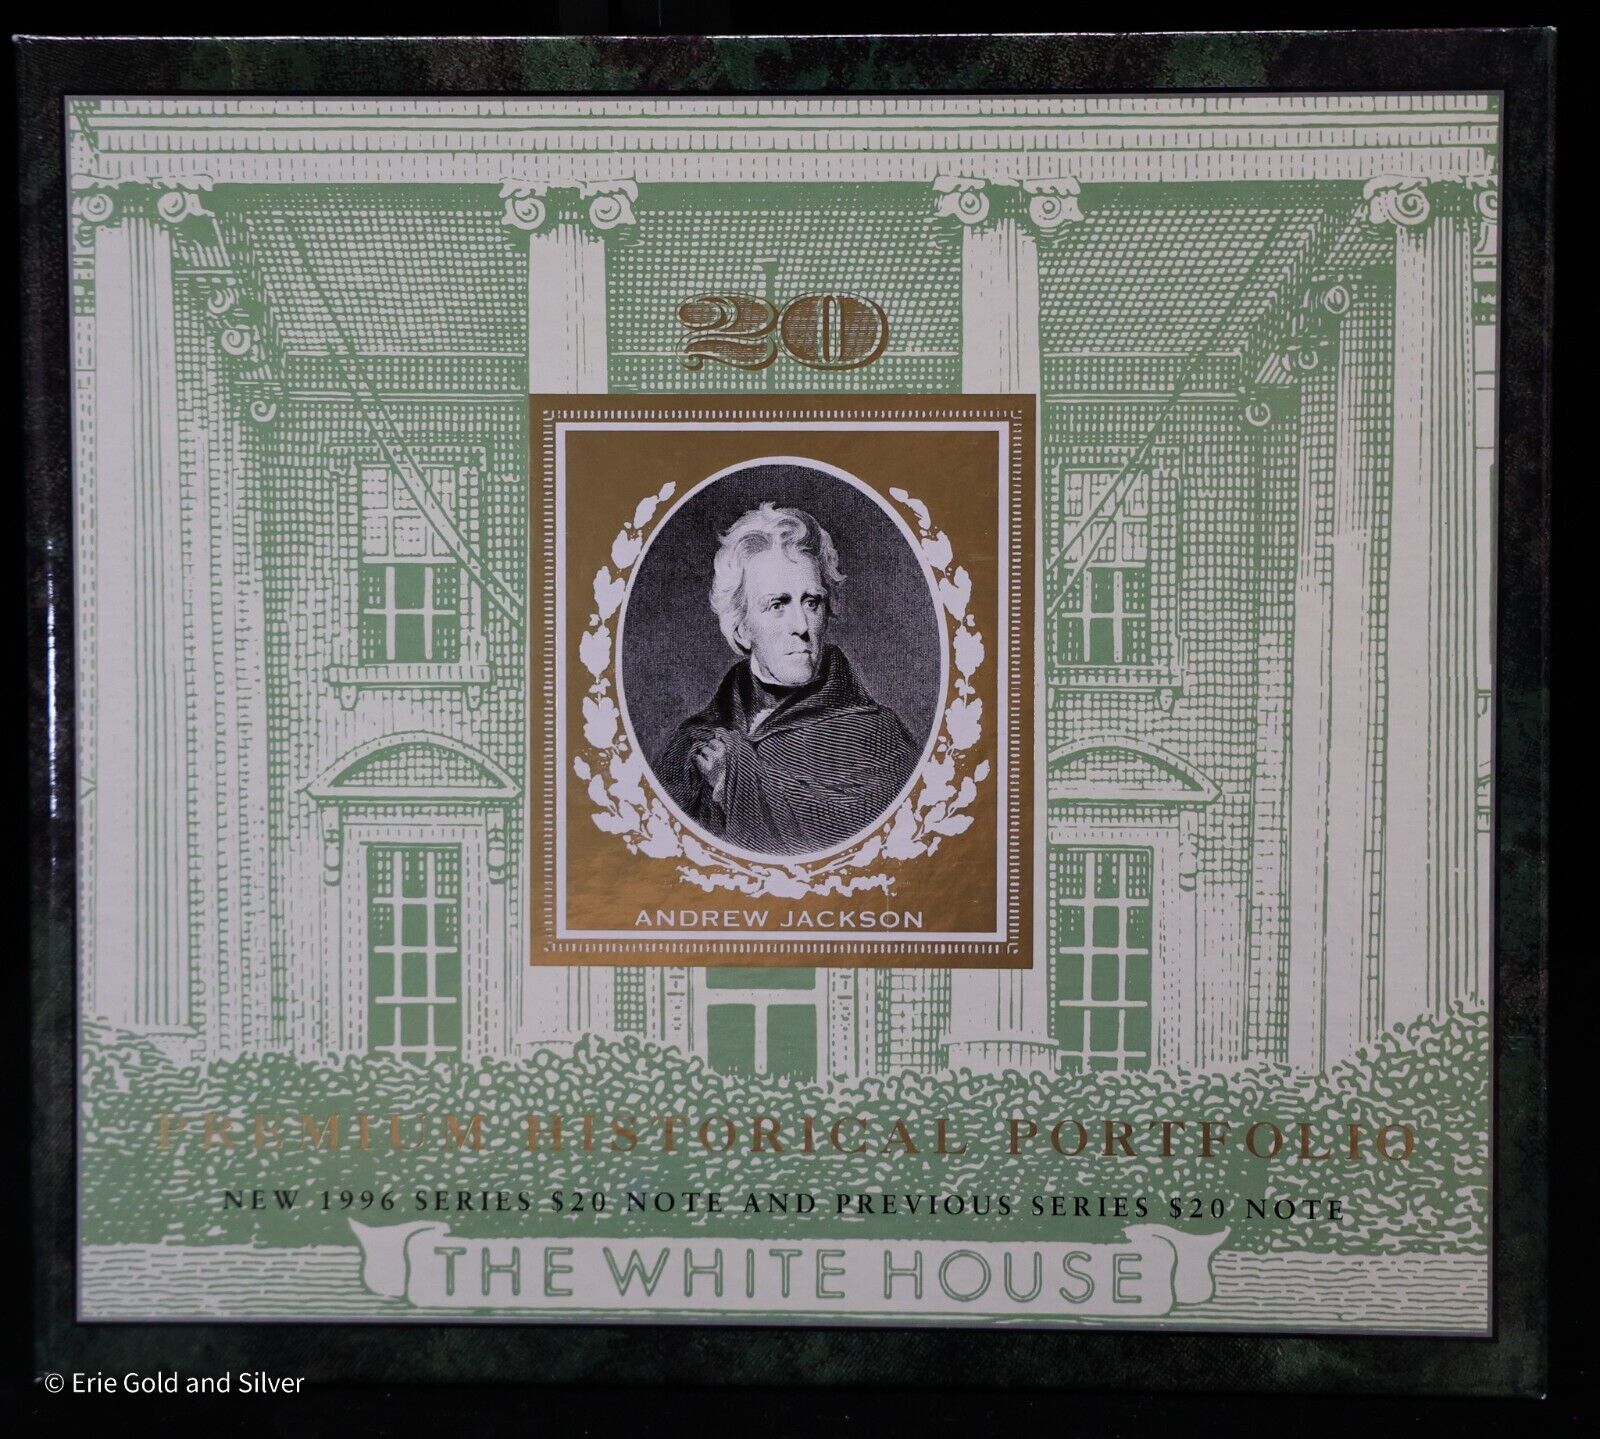 20
ANDREW JACKSON
PREMIUM HISTORICAL PORTFOLIO
NEW 1996 SERIES $20 NOTE AND PREVIOUS SERIES $20 NOTE
THE WHITE HOUSE
© Erie Gold and Silver